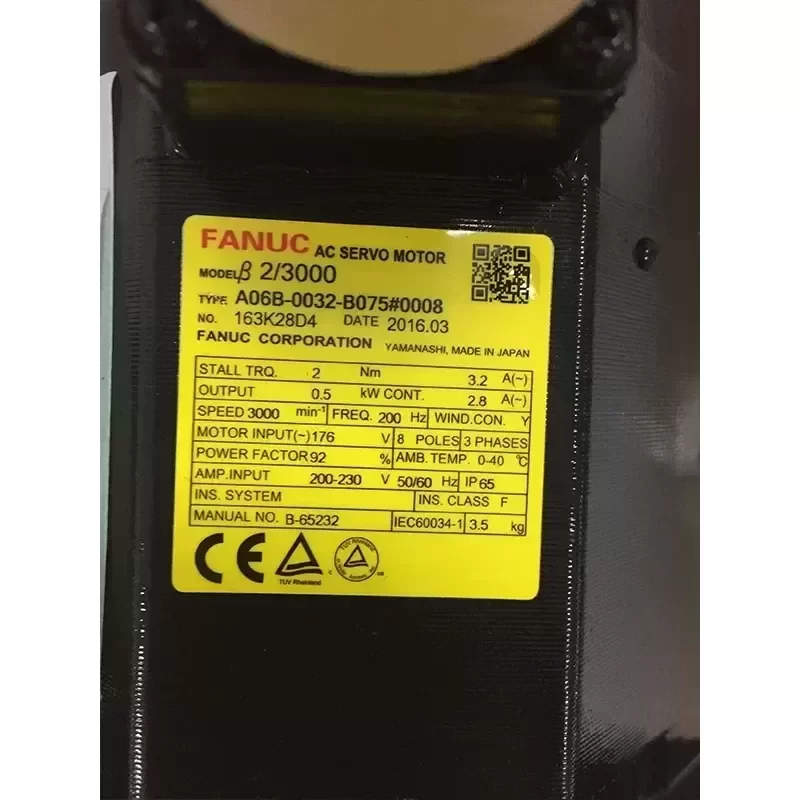 FANUC AC SERVO MOTOR
MODEL β 2/3000
TYPE A06B-0032-B075#0008
NO. 163K28D4 DATE 2016.03
FANUC CORPORATION YAMANASHI, MADE IN JAPAN
STALL TRQ. 2 Nm 3.2 A(~)
OUTPUT 0.5 kW CONT. 2.8 A(~)
SPEED 3000 min-1 FREQ. 200 Hz WIND.CON. Y
MOTOR INPUT(~) 176 V 8 POLES 3 PHASES
POWER FACTOR 92 % AMB.TEMP. 0-40 ℃
AMP.INPUT 200-230 V 50/60 Hz IP 65
INS. SYSTEM INS. CLASS F
MANUAL NO. B-65232 IEC60034-1 3.5 kg
CE
TUV Rheinland